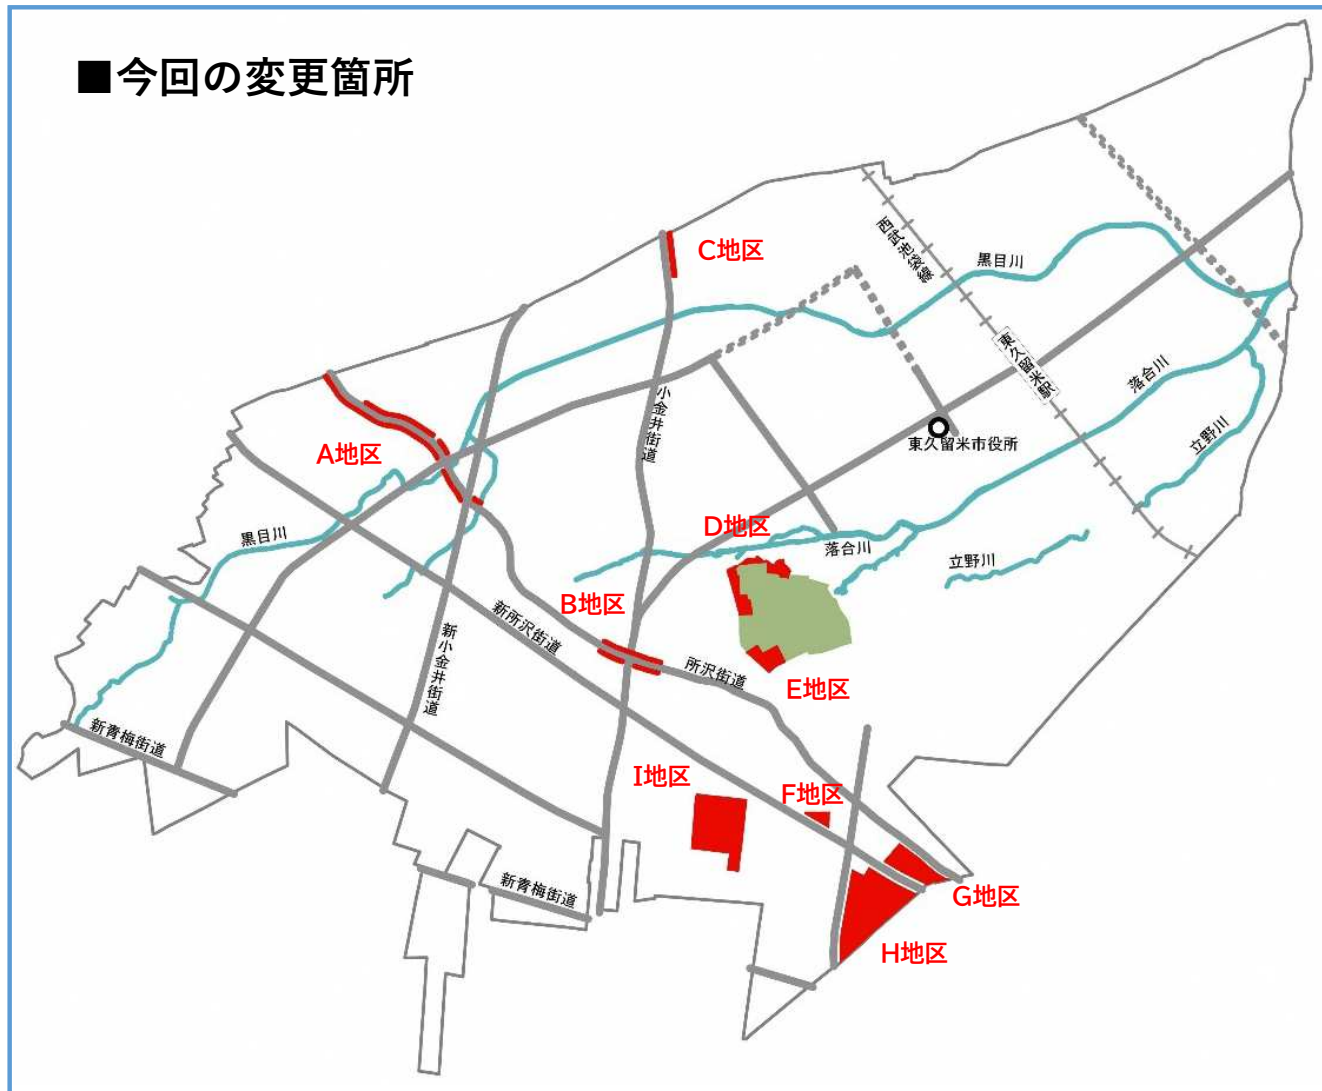 ■今回の変更箇所
C地区
西武池袋線
黒目川
東久留米駅
落合川
小金井街道
東久留米市役所
立野川
A地区
D地区
黒目川
落合川
立野川
B地区
新所沢街道
新小金井街道
所沢街道
E地区
新青梅街道
I地区
F地区
新青梅街道
G地区
H地区